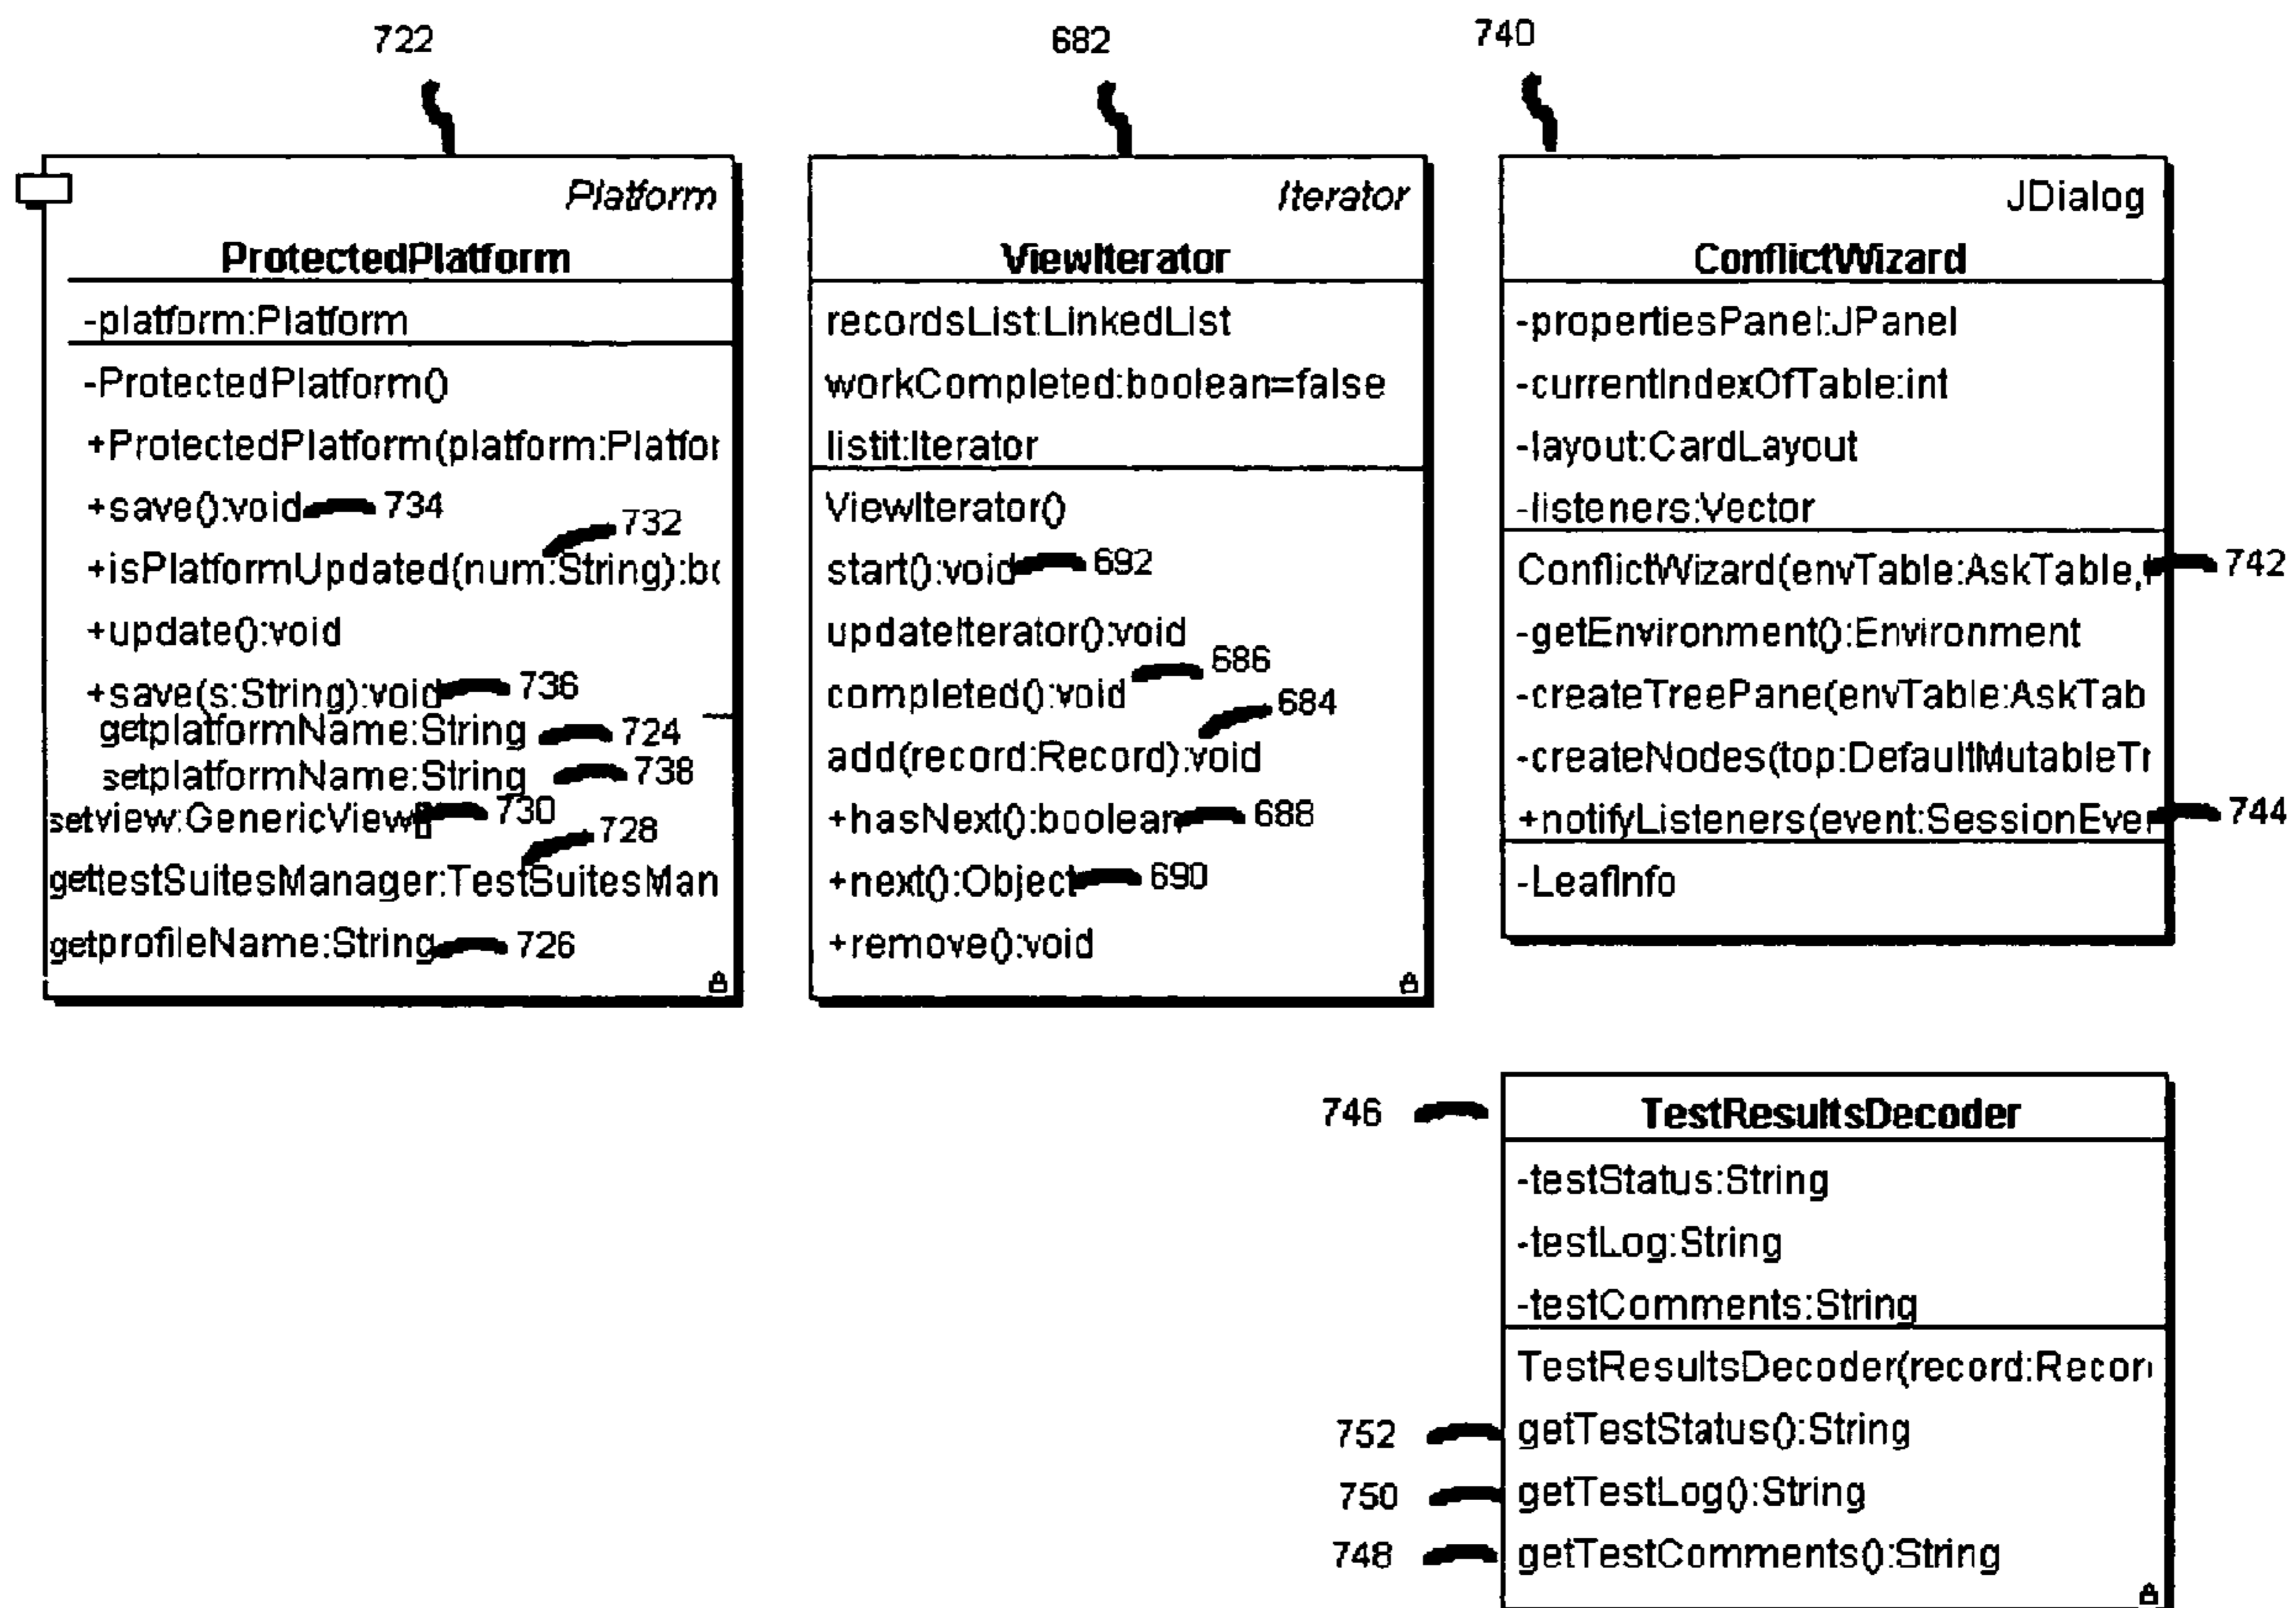 722
682
740
Platform
ProtectedPlatform
-platform:Platform
-ProtectedPlatform()
+ProtectedPlatform(platform:Platfor
+save():void 734
732
+isPlatformUpdated(num:String):bo
+update():void
+save(s:String):void 736
getplatformName:String 724
setplatformName:String 738
setview:GenericView 730
728
gettestSuitesManager:TestSuitesMan
getprofileName:String 726
Iterator
ViewIterator
recordsList:LinkedList
workCompleted:boolean=false
listit:Iterator
ViewIterator()
start():void 692
updateIterator():void
686
completed():void
684
add(record:Record):void
+hasNext():boolean 688
+next():Object 690
+remove():void
JDialog
ConflictWizard
-propertiesPanel:JPanel
-currentIndexOfTable:int
-layout:CardLayout
-listeners:Vector
ConflictWizard(envTable:AskTable, 742
-getEnvironment():Environment
-createTreePane(envTable:AskTab
-createNodes(top:DefaultMutableTr
+notifyListeners(event:SessionEve 744
-LeafInfo
746
TestResultsDecoder
-testStatus:String
-testLog:String
-testComments:String
TestResultsDecoder(record:Recor
752 getTestStatus():String
750 getTestLog():String
748 getTestComments():String